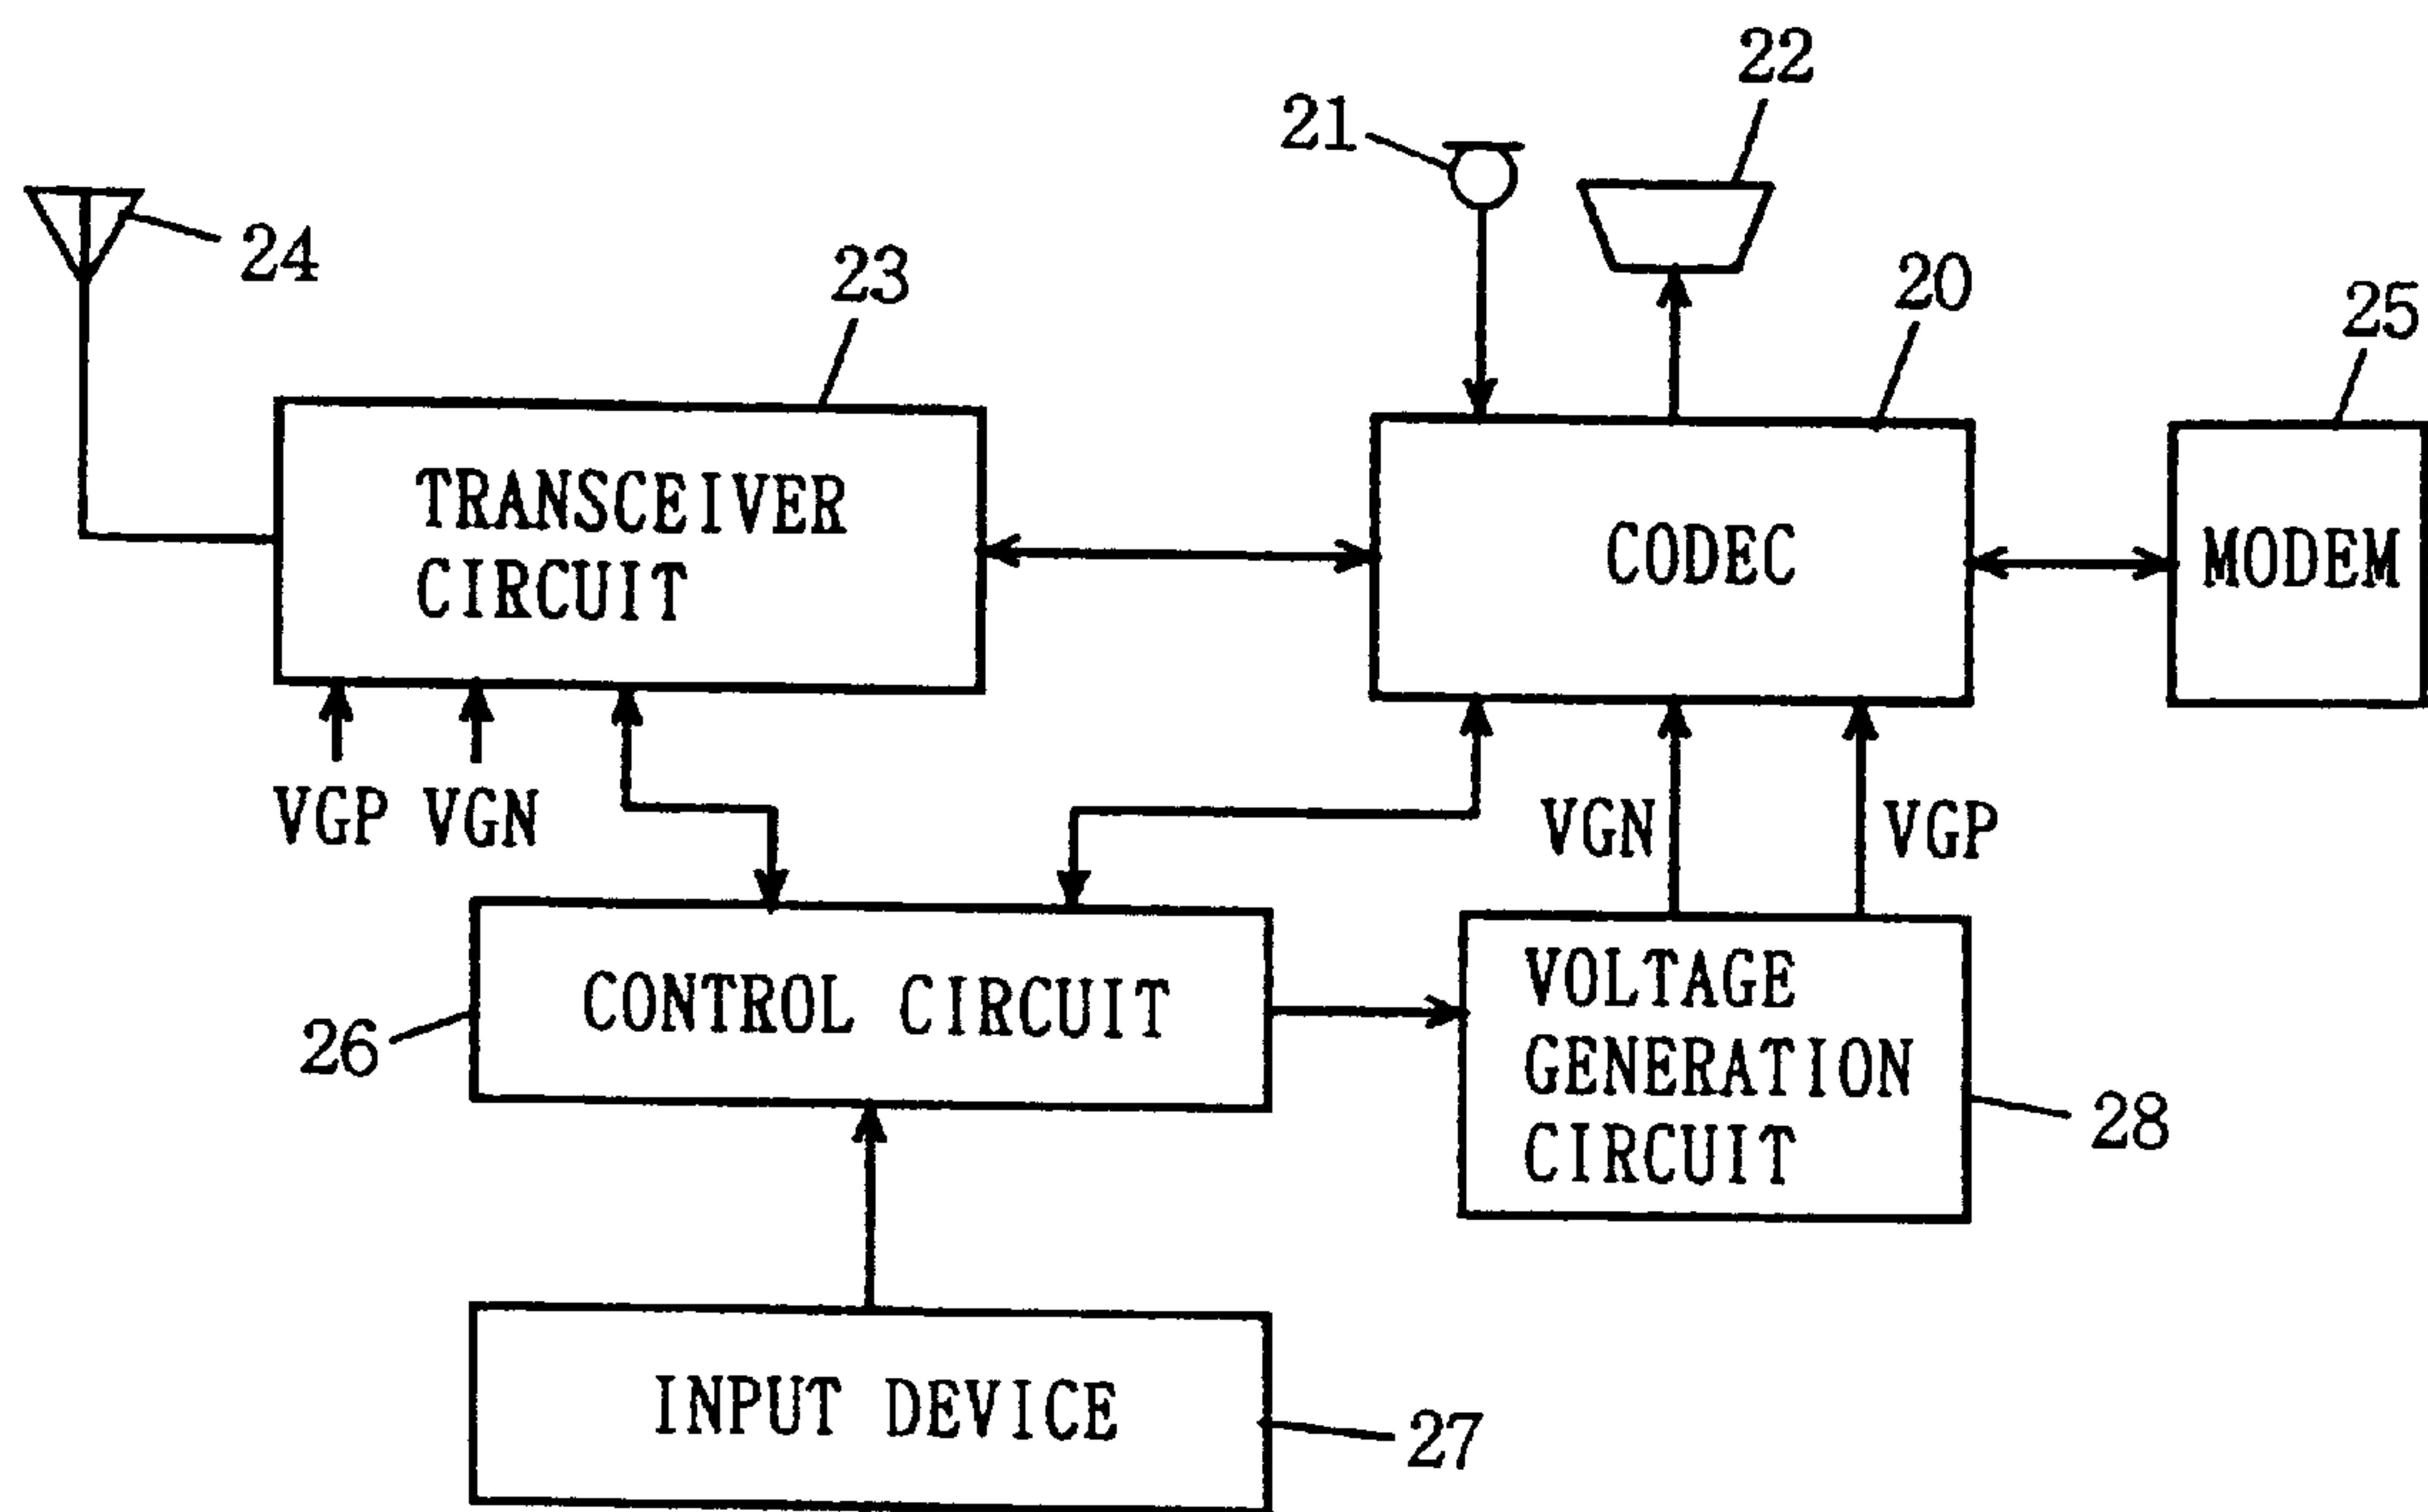 22
21
24
23
20
25
TRANSCEIVER
CIRCUIT
CODEC
MODEM
VGP VGN
VGN
VGP
CONTROL CIRCUIT
26
VOLTAGE
GENERATION
CIRCUIT
28
INPUT DEVICE
27